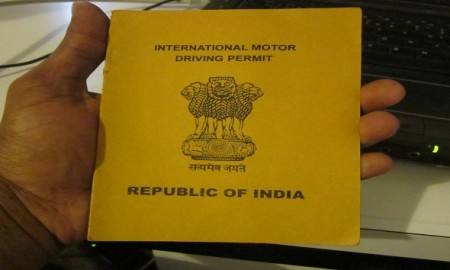 INTERNATIONAL MOTOR
DRIVING PERMIT
सत्यमेव जयते
REPUBLIC OF INDIA